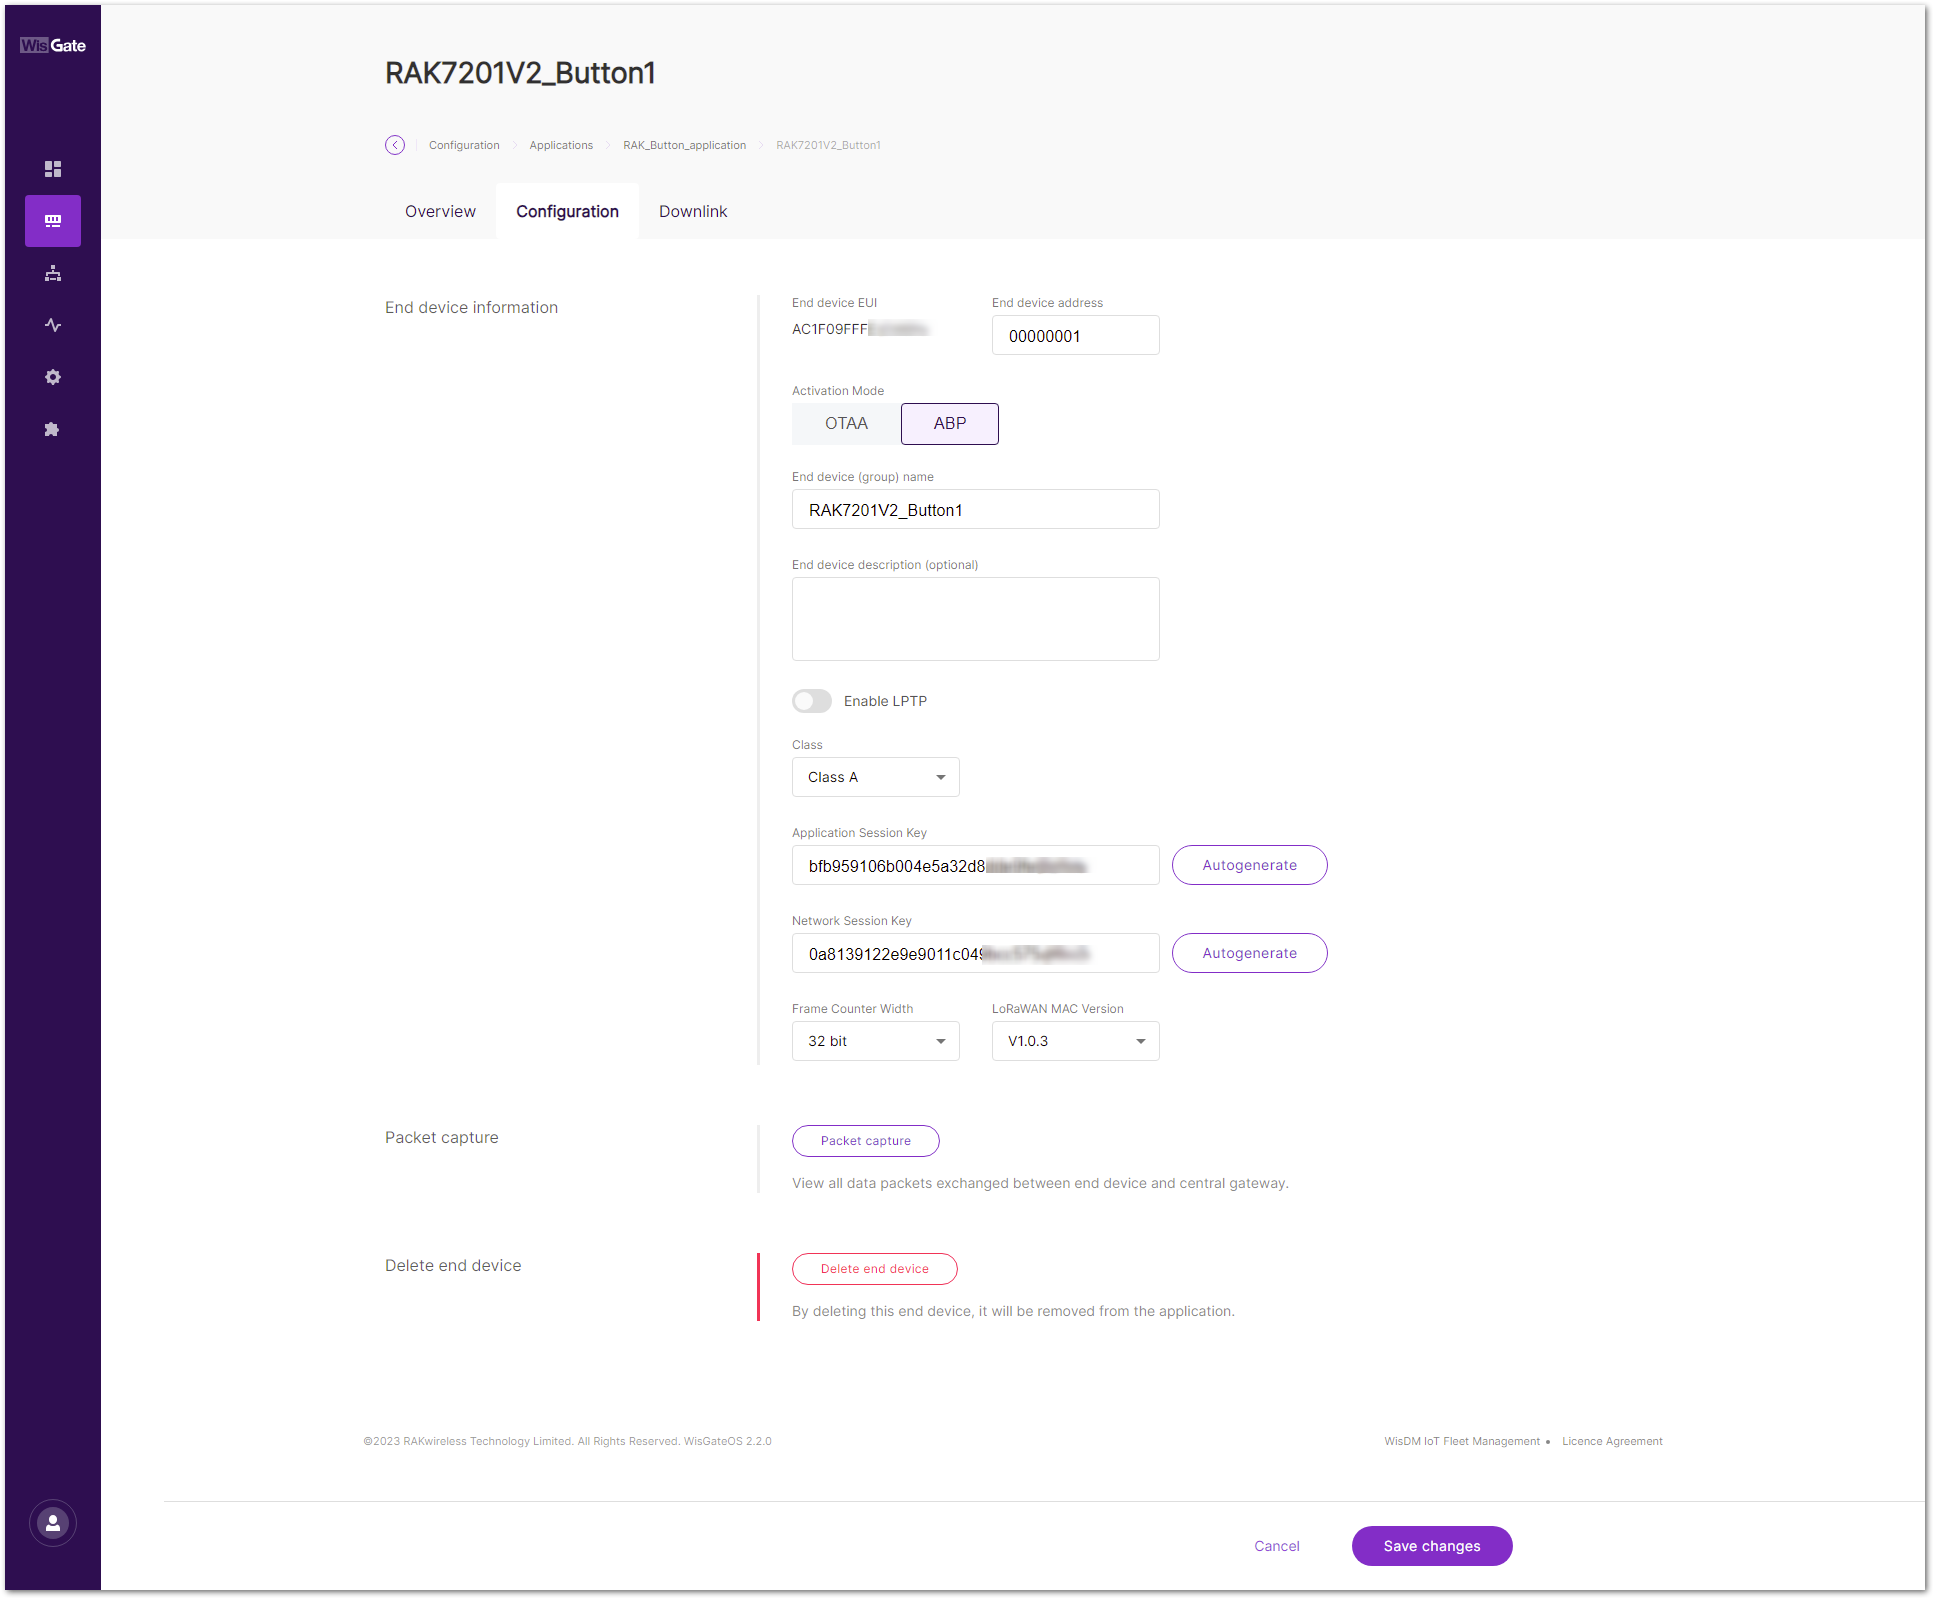 WisGate
RAK7201V2_Button1
Configuration Applications RAK_Button_application RAK7201V2_Button1
Overview Configuration Downlink
End device information
End device EUI End device address
AC1F09FFF 00000001
Activation Mode
OTAA ABP
End device (group) name
RAK7201V2_Button1
End device description (optional)
Enable LPTP
Class
Class A
Application Session Key
bfb959106b004e5a32d8 Autogenerate
Network Session Key
0a8139122e9e9011c049 Autogenerate
Frame Counter Width LoRaWAN MAC Version
32 bit V1.0.3
Packet capture Packet capture
View all data packets exchanged between end device and central gateway.
Delete end device Delete end device
By deleting this end device, it will be removed from the application.
©2023 RAKwireless Technology Limited. All Rights Reserved. WisGateOS 2.2.0 WisDM IoT Fleet Management • Licence Agreement
Cancel Save changes